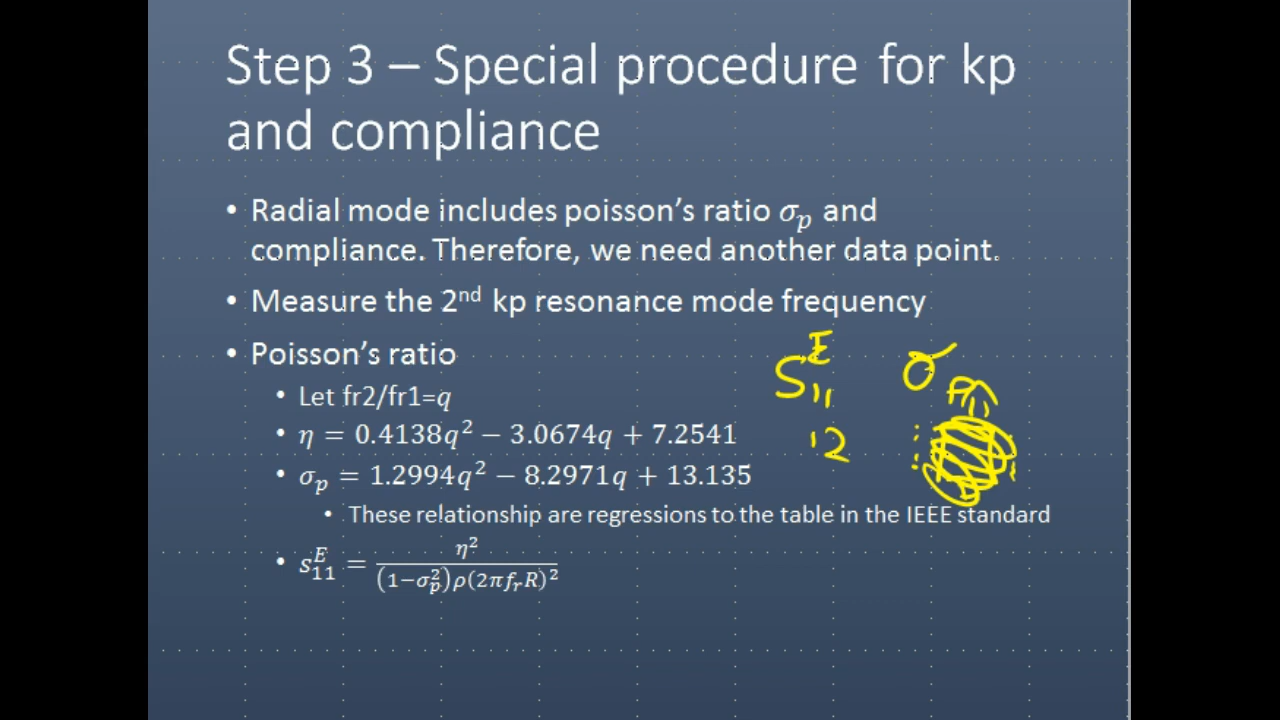 Step 3 – Special procedure for kp
and compliance
• Radial mode includes poisson's ratio σₚ and
compliance. Therefore, we need another data point.
• Measure the 2nd kp resonance mode frequency
• Poisson's ratio
• Let fr2/fr1=q
• η = 0.4138q² − 3.0674q + 7.2541
• σₚ = 1.2994q² − 8.2971q + 13.135
• These relationship are regressions to the table in the IEEE standard
• s₁₁ᴱ = η² / ((1−σₚ²)ρ(2πfᵣR)²)
S₁₁ᴱ σₚ
12